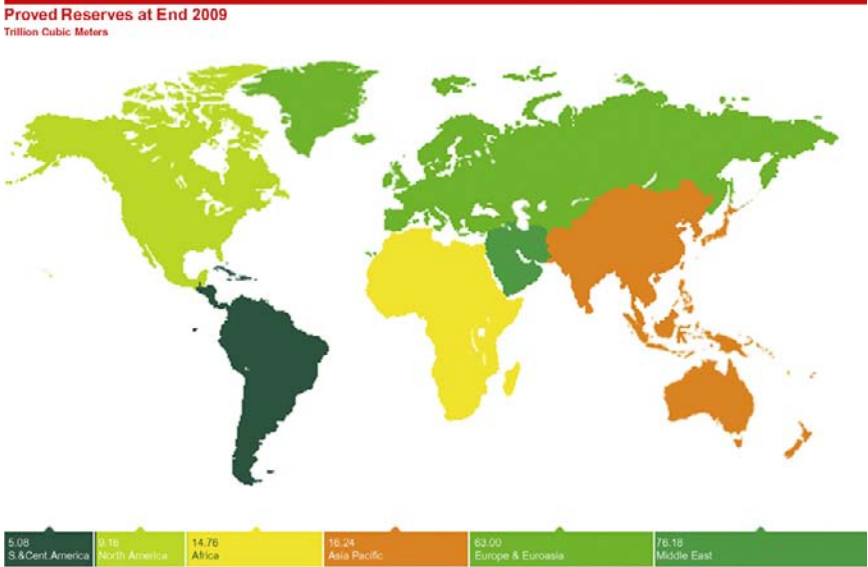 Proved Reserves at End 2009
Trillion Cubic Meters
5.08
S.&Cent.America
9.16
North America
14.76
Africa
16.24
Asia Pacific
63.00
Europe & Euroasia
76.18
Middle East